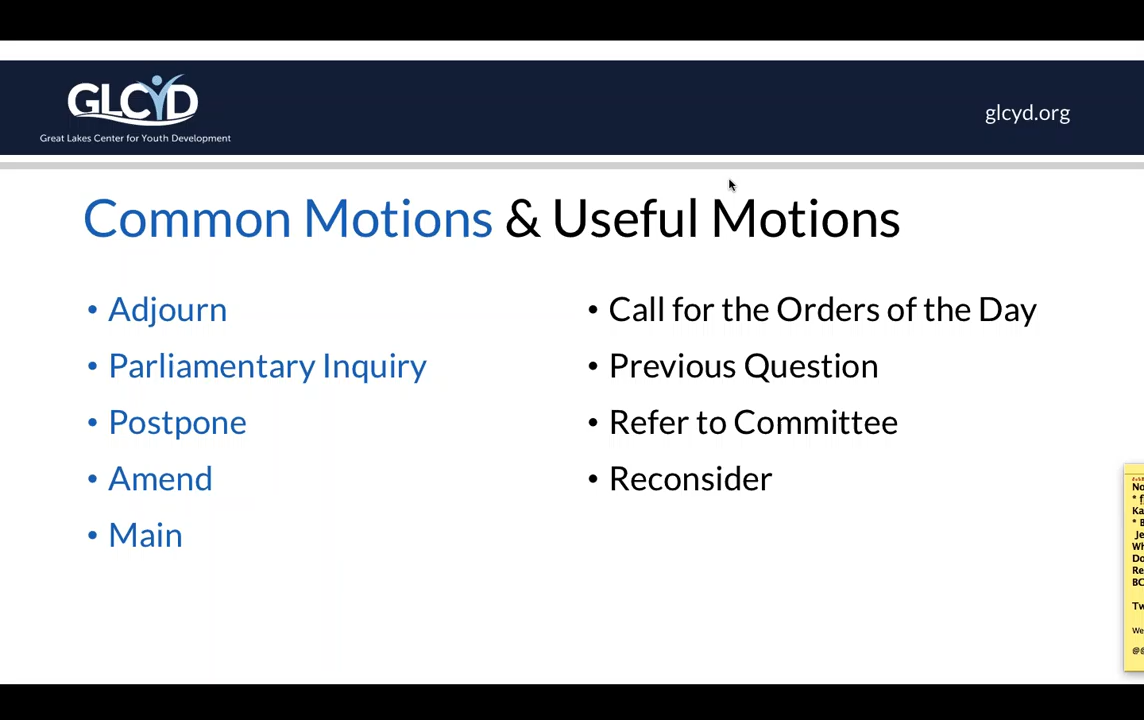 GLCYD
Great Lakes Center for Youth Development
glcyd.org
Common Motions & Useful Motions
• Adjourn
• Parliamentary Inquiry
• Postpone
• Amend
• Main
• Call for the Orders of the Day
• Previous Question
• Refer to Committee
• Reconsider